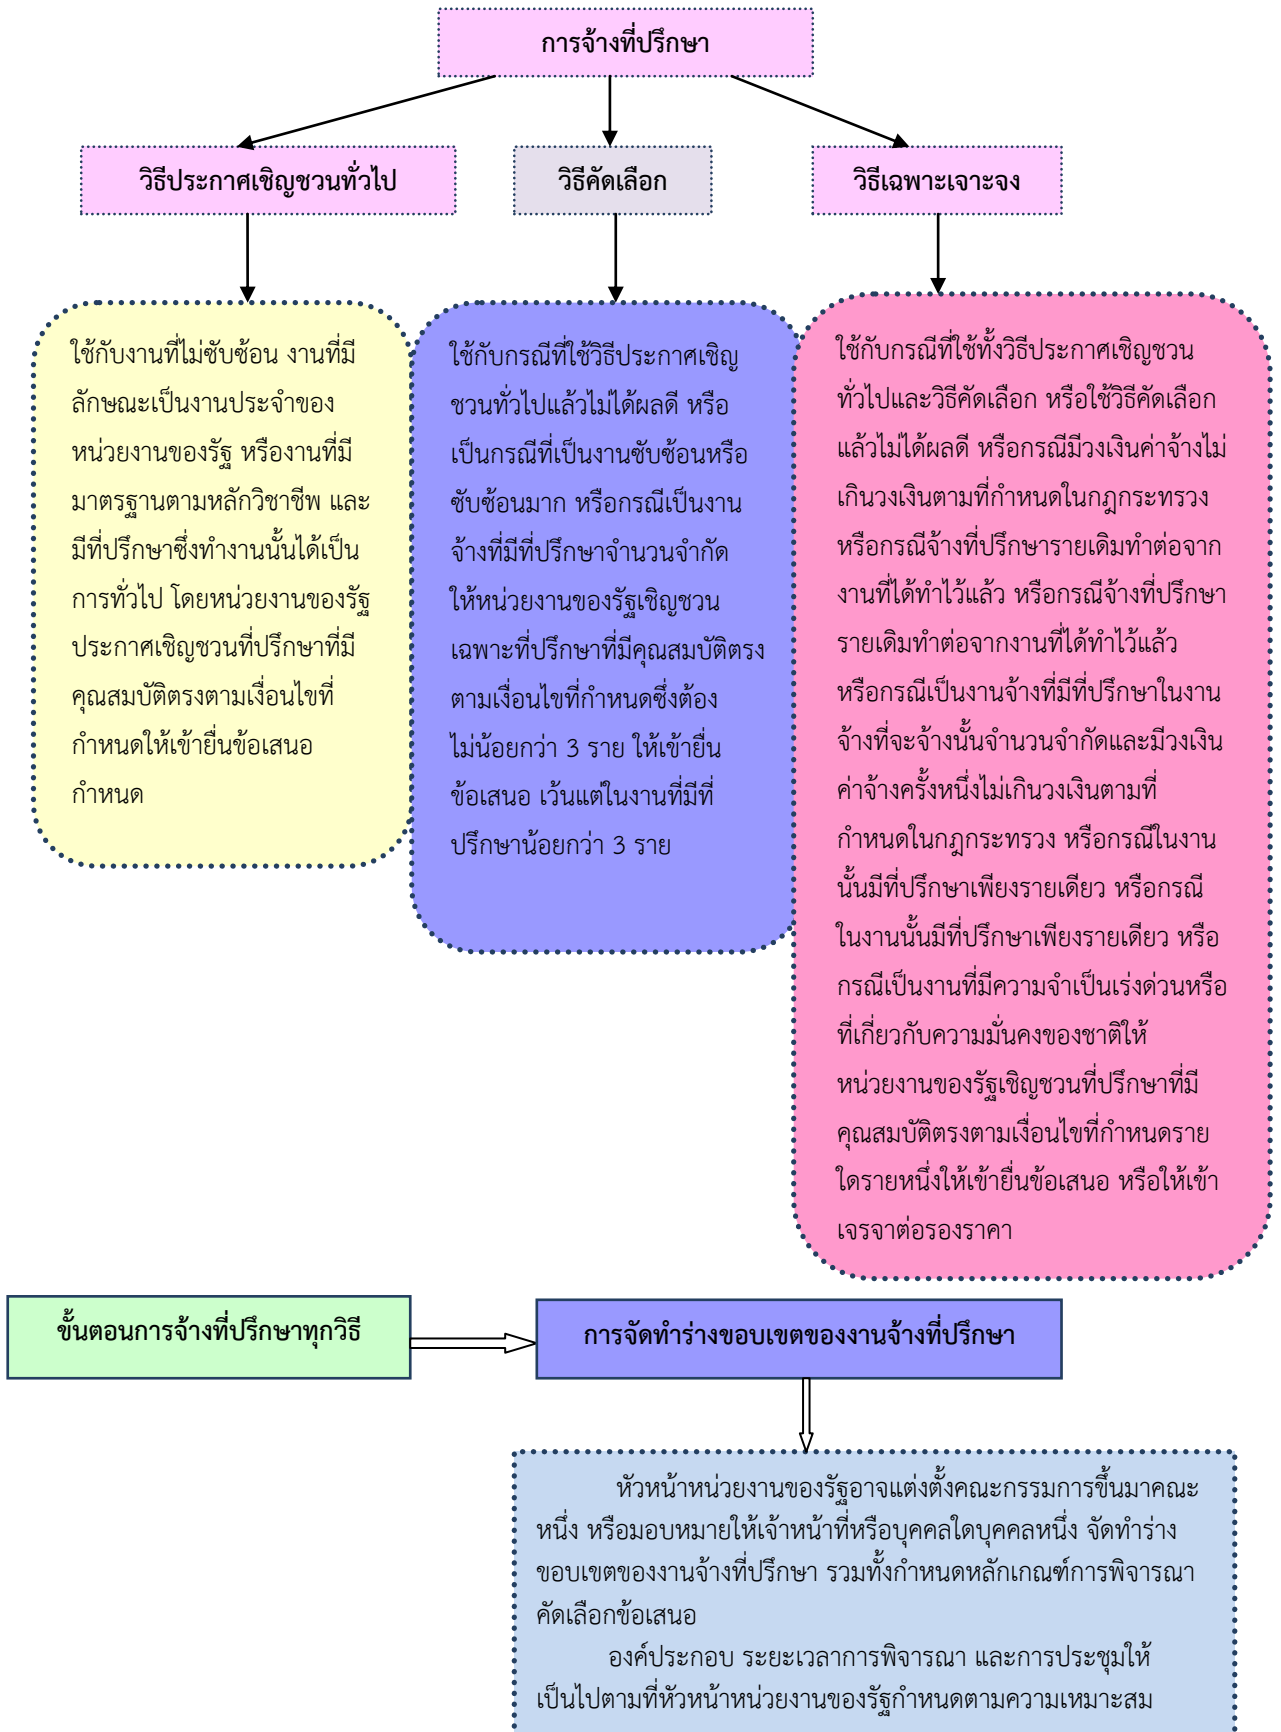 การจ้างที่ปรึกษา
วิธีประกาศเชิญชวนทั่วไป
วิธีคัดเลือก
วิธีเฉพาะเจาะจง
ใช้กับงานที่ไม่ซับซ้อน งานที่มี
ลักษณะเป็นงานประจำของ
หน่วยงานของรัฐ หรืองานที่มี
มาตรฐานตามหลักวิชาชีพ และ
มีที่ปรึกษาซึ่งทำงานนั้นได้เป็น
การทั่วไป โดยหน่วยงานของรัฐ
ประกาศเชิญชวนที่ปรึกษาที่มี
คุณสมบัติตรงตามเงื่อนไขที่
กำหนดให้เข้ายื่นข้อเสนอ
กำหนด
ใช้กับกรณีที่ใช้วิธีประกาศเชิญ
ชวนทั่วไปแล้วไม่ได้ผลดี หรือ
เป็นกรณีที่เป็นงานซับซ้อนหรือ
ซับซ้อนมาก หรือกรณีเป็นงาน
จ้างที่มีที่ปรึกษาจำนวนจำกัด
ให้หน่วยงานของรัฐเชิญชวน
เฉพาะที่ปรึกษาที่มีคุณสมบัติตรง
ตามเงื่อนไขที่กำหนดซึ่งต้อง
ไม่น้อยกว่า 3 ราย ให้เข้ายื่น
ข้อเสนอ เว้นแต่ในงานที่มีที่
ปรึกษาน้อยกว่า 3 ราย
ใช้กับกรณีที่ใช้ทั้งวิธีประกาศเชิญชวน
ทั่วไปและวิธีคัดเลือก หรือใช้วิธีคัดเลือก
แล้วไม่ได้ผลดี หรือกรณีมีวงเงินค่าจ้างไม่
เกินวงเงินตามที่กำหนดในกฎกระทรวง
หรือกรณีจ้างที่ปรึกษารายเดิมทำต่อจาก
งานที่ได้ทำไว้แล้ว หรือกรณีจ้างที่ปรึกษา
รายเดิมทำต่อจากงานที่ได้ทำไว้แล้ว
หรือกรณีเป็นงานจ้างที่มีที่ปรึกษาในงาน
จ้างที่จะจ้างนั้นจำนวนจำกัดและมีวงเงิน
ค่าจ้างครั้งหนึ่งไม่เกินวงเงินตามที่
กำหนดในกฎกระทรวง หรือกรณีในงาน
นั้นมีที่ปรึกษาเพียงรายเดียว หรือกรณี
ในงานนั้นมีที่ปรึกษาเพียงรายเดียว หรือ
กรณีเป็นงานที่มีความจำเป็นเร่งด่วนหรือ
ที่เกี่ยวกับความมั่นคงของชาติให้
หน่วยงานของรัฐเชิญชวนที่ปรึกษาที่มี
คุณสมบัติตรงตามเงื่อนไขที่กำหนดราย
ใดรายหนึ่งให้เข้ายื่นข้อเสนอ หรือให้เข้า
เจรจาต่อรองราคา
ขั้นตอนการจ้างที่ปรึกษาทุกวิธี
การจัดทำร่างขอบเขตของงานจ้างที่ปรึกษา
หัวหน้าหน่วยงานของรัฐอาจแต่งตั้งคณะกรรมการขึ้นมาคณะ
หนึ่ง หรือมอบหมายให้เจ้าหน้าที่หรือบุคคลใดบุคคลหนึ่ง จัดทำร่าง
ขอบเขตของงานจ้างที่ปรึกษา รวมทั้งกำหนดหลักเกณฑ์การพิจารณา
คัดเลือกข้อเสนอ
องค์ประกอบ ระยะเวลาการพิจารณา และการประชุมให้
เป็นไปตามที่หัวหน้าหน่วยงานของรัฐกำหนดตามความเหมาะสม